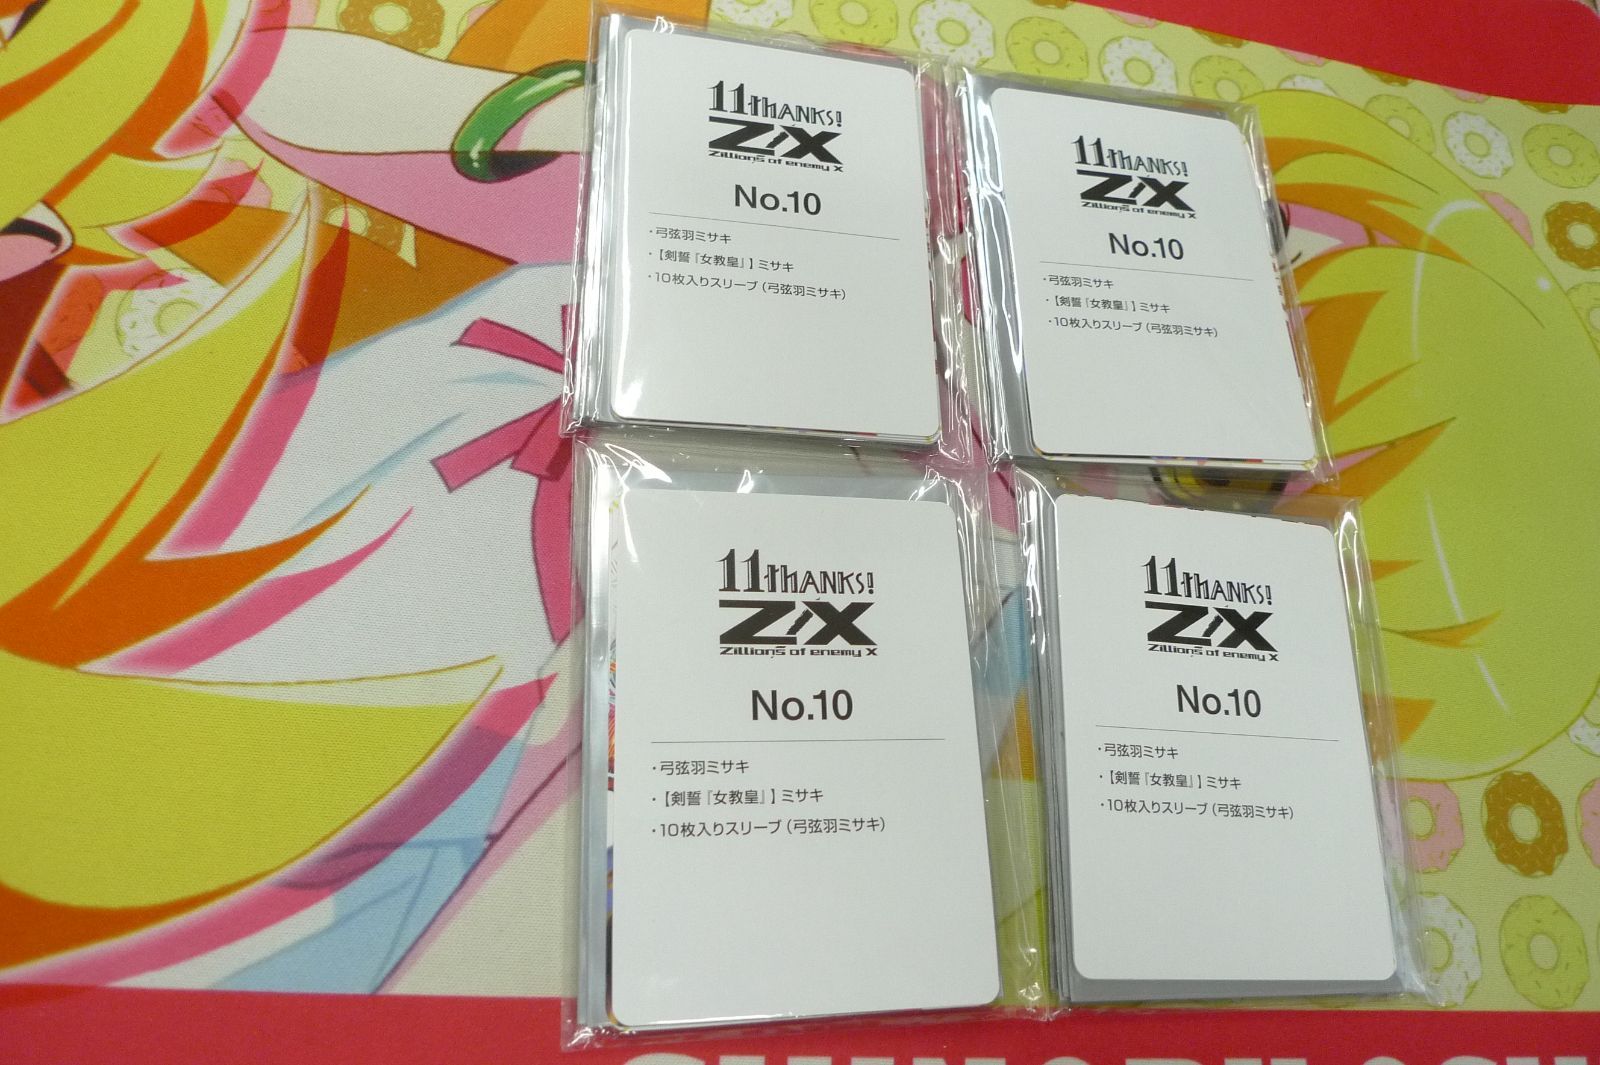 11thANKS!
Z/X
Zillions of enemy X
No.10
・弓弦羽ミサキ
・【剣誓『女教皇』】ミサキ
・10枚入りスリーブ(弓弦羽ミサキ)
11thANKS!
Z/X
Zillions of enemy X
No.10
・弓弦羽ミサキ
・【剣誓『女教皇』】ミサキ
・10枚入りスリーブ(弓弦羽ミサキ)
11thANKS!
Z/X
Zillions of enemy X
No.10
・弓弦羽ミサキ
・【剣誓『女教皇』】ミサキ
・10枚入りスリーブ(弓弦羽ミサキ)
11thANKS!
Z/X
Zillions of enemy X
No.10
・弓弦羽ミサキ
・【剣誓『女教皇』】ミサキ
・10枚入りスリーブ(弓弦羽ミサキ)